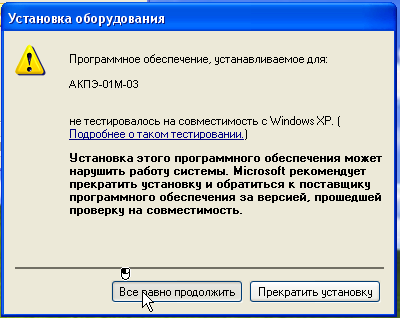 Установка оборудования
Программное обеспечение, устанавливаемое для:
АКПЭ-01М-03
не тестировалось на совместимость с Windows XP. (
Подробнее о таком тестировании.)
Установка этого программного обеспечения может
нарушить работу системы. Microsoft рекомендует
прекратить установку и обратиться к поставщику
программного обеспечения за версией, прошедшей
проверку на совместимость.
Все равно продолжить
Прекратить установку